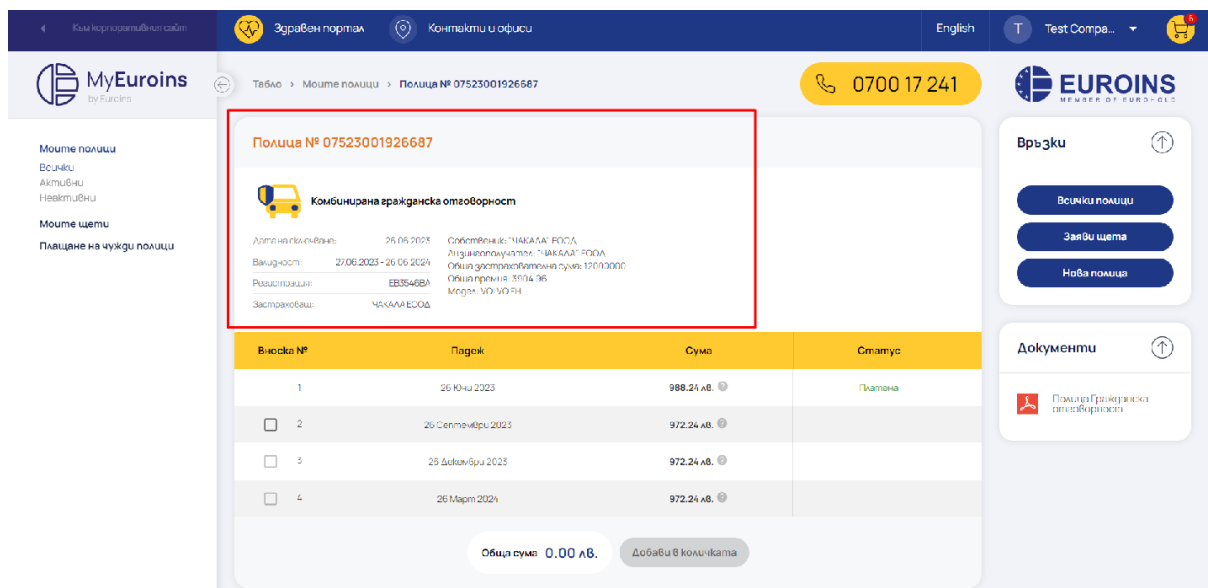 Към корпоративния сайт
Здравен портал
Контакти и офиси
English
T
Test Compa...
6
MyEuroins
by Euroins
Табло > Моите полици > Полица № 07523001926687
0700 17 241
EUROINS
MEMBER OF EUROHOLD
Моите полици
Всички
Активни
Неактивни
Моите щети
Плащане на чужди полици
Полица № 07523001926687
Комбинирана гражданска отговорност
Дата на сключване: 26.06.2023
Валидност: 27.06.2023 - 26.06.2024
Регистрация: EB3546BA
Застраховащ: ЧАКАЛА ЕООД
Собственик: "ЧАКАЛА" ЕООД
Лизингополучател: "ЧАКАЛА" ЕООД
Обща застрахователна сума: 12000000
Обща премия: 3904.96
Модел: VOLVO FH
Вноска № Падеж Сума Статус
1 26 Юни 2023 988.24 лв. ? Платена
2 26 Септември 2023 972.24 лв. ?
3 26 Декември 2023 972.24 лв. ?
4 26 Март 2024 972.24 лв. ?
Обща сума 0.00 лв. Добави в количката
Връзки
Всички полици
Заяви щета
Нова полица
Документи
Полица Гражданска
отговорност